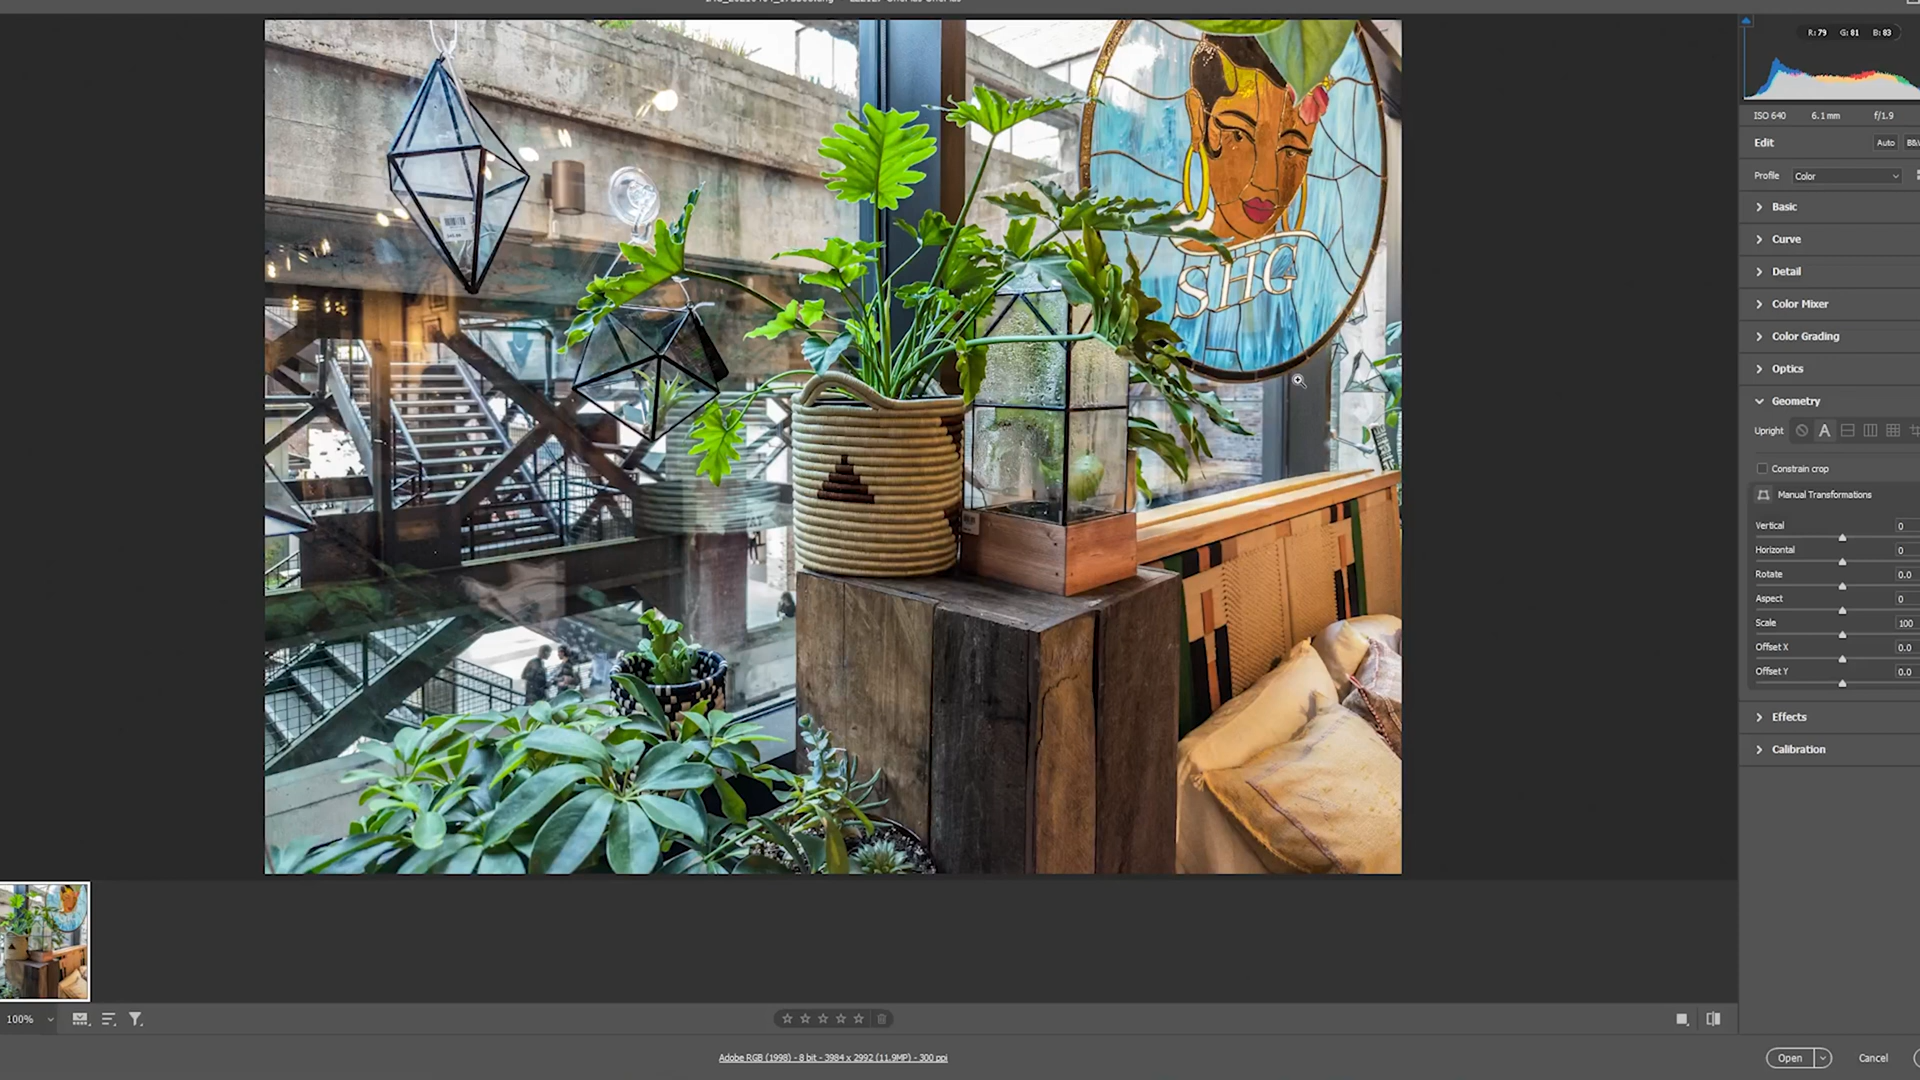 R: 79 G: 81 B: 83
ISO 640 6.1 mm f/1.9
Edit Auto
Profile Color
Basic
Curve
Detail
Color Mixer
Color Grading
Optics
Geometry
Upright A
Constrain crop
Manual Transformations
Vertical 0
Horizontal 0
Rotate 0.0
Aspect 0
Scale 100
Offset X 0.0
Offset Y 0.0
Effects
Calibration
SHG
100%
Adobe RGB (1998) - 8 bit - 3984 x 2992 (11.9MP) - 300 ppi
Open Cancel